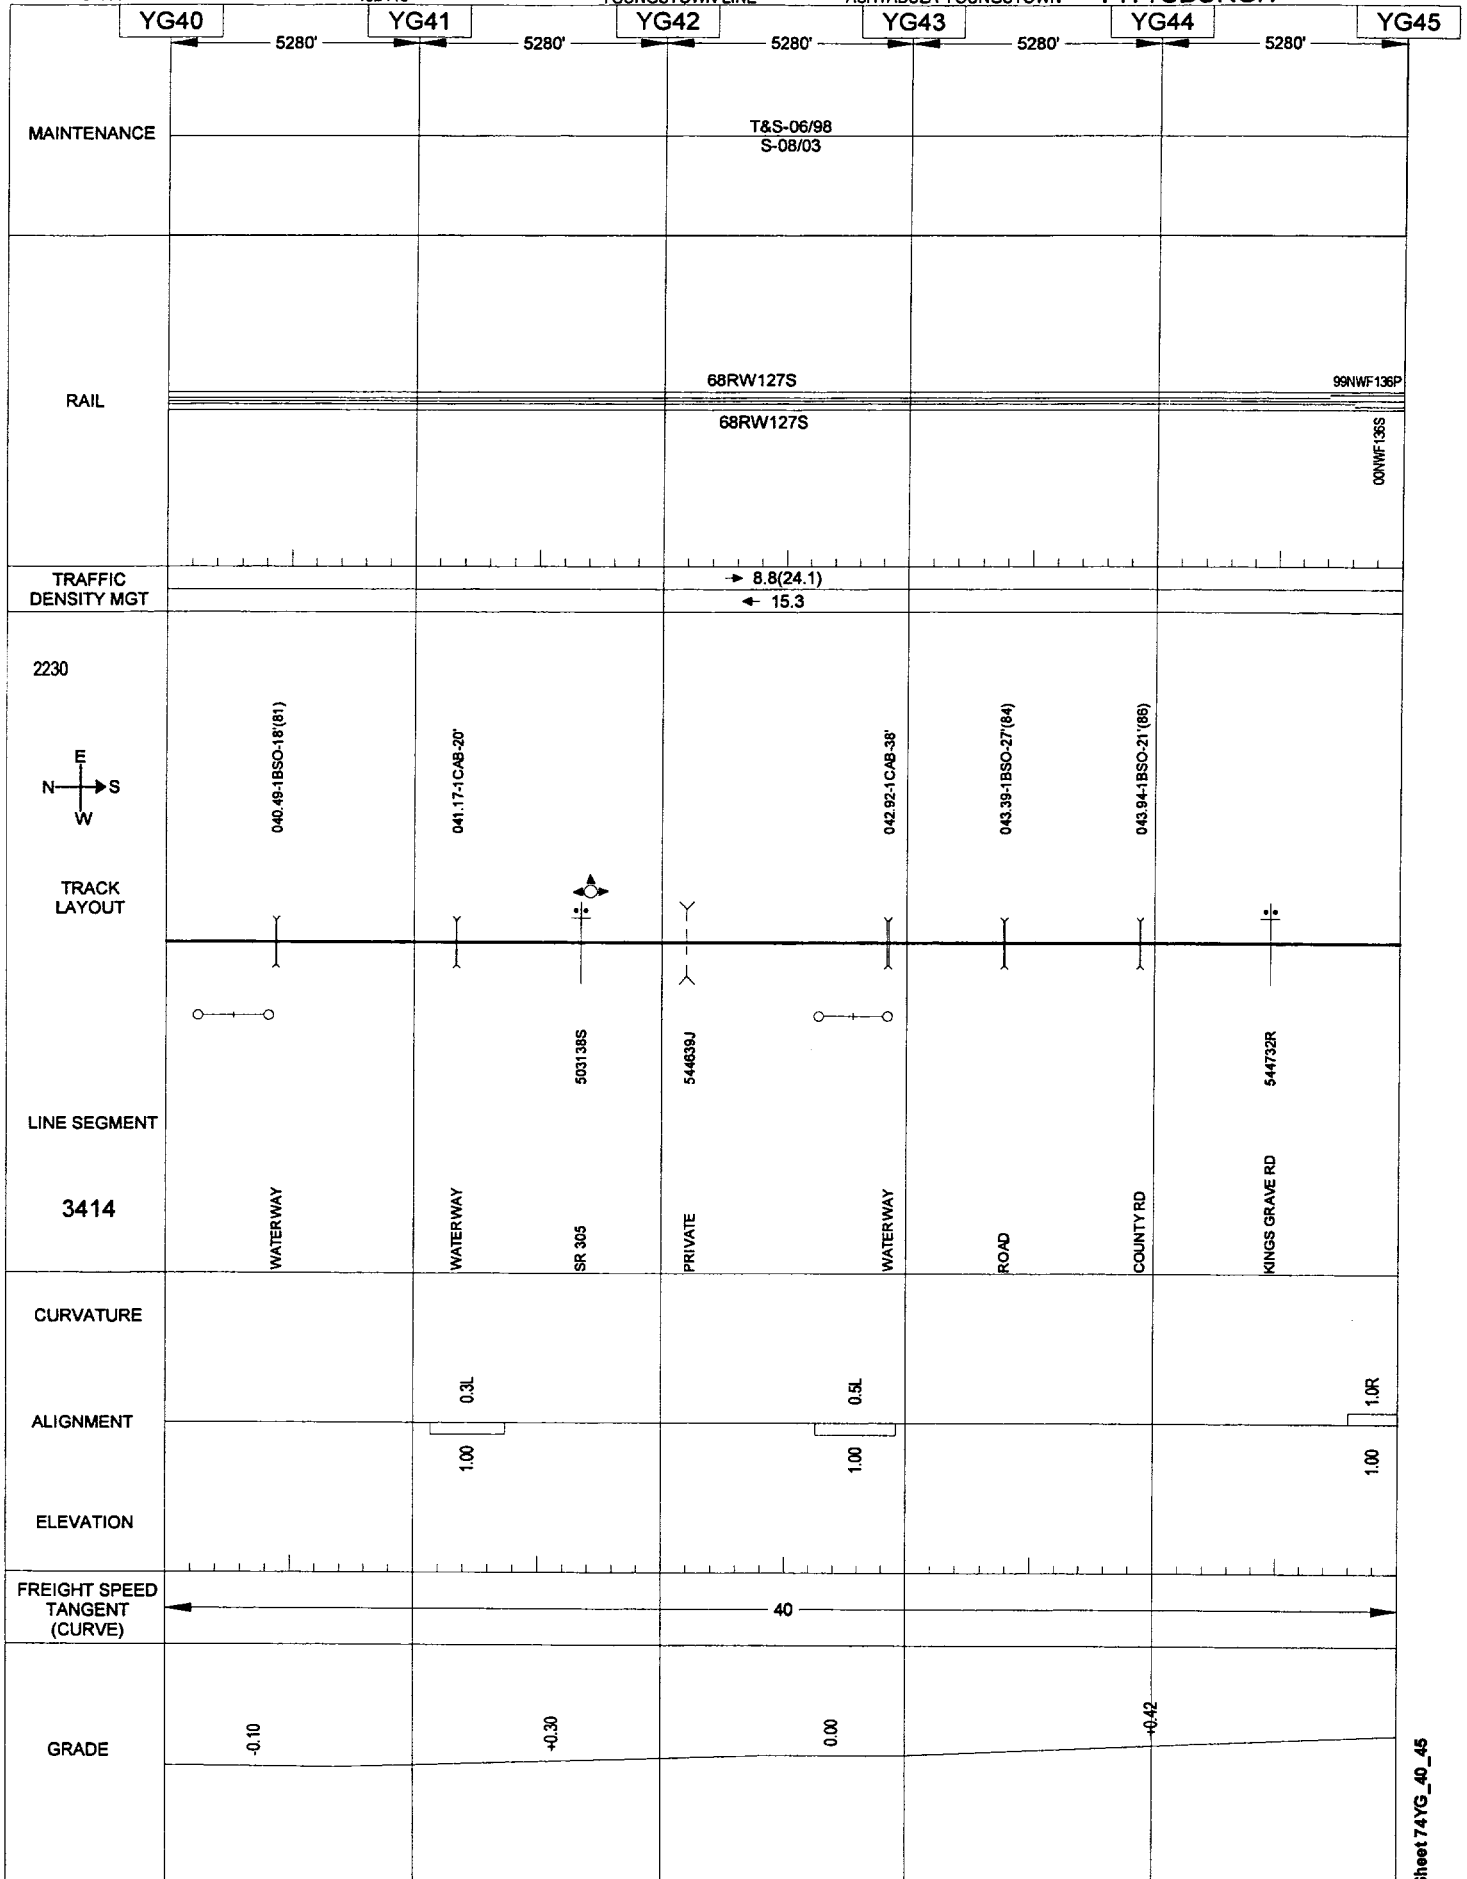 YOUNGSTOWN LINE
ASHTABULA-YOUNGSTOWN
PITTSBURGH
YG40
YG41
YG42
YG43
YG44
YG45
5280'
5280'
5280'
5280'
5280'
MAINTENANCE
T&S-06/98
S-08/03
RAIL
68RW127S
68RW127S
99NWF136P
00NWF136S
TRAFFIC
DENSITY MGT
8.8(24.1)
15.3
2230
E
N
S
W
040.49-1BSO-18'(81)
041.17-1CAB-20'
042.92-1CAB-38'
043.39-1BSO-27'(84)
043.94-1BSO-21'(86)
TRACK
LAYOUT
503138S
544639J
544732R
LINE SEGMENT
3414
WATERWAY
WATERWAY
SR 305
PRIVATE
WATERWAY
ROAD
COUNTY RD
KINGS GRAVE RD
CURVATURE
0.3L
0.5L
1.0R
ALIGNMENT
1.00
1.00
1.00
ELEVATION
FREIGHT SPEED
TANGENT
(CURVE)
40
GRADE
-0.10
+0.30
0.00
+0.42
Sheet 74YG_40_45